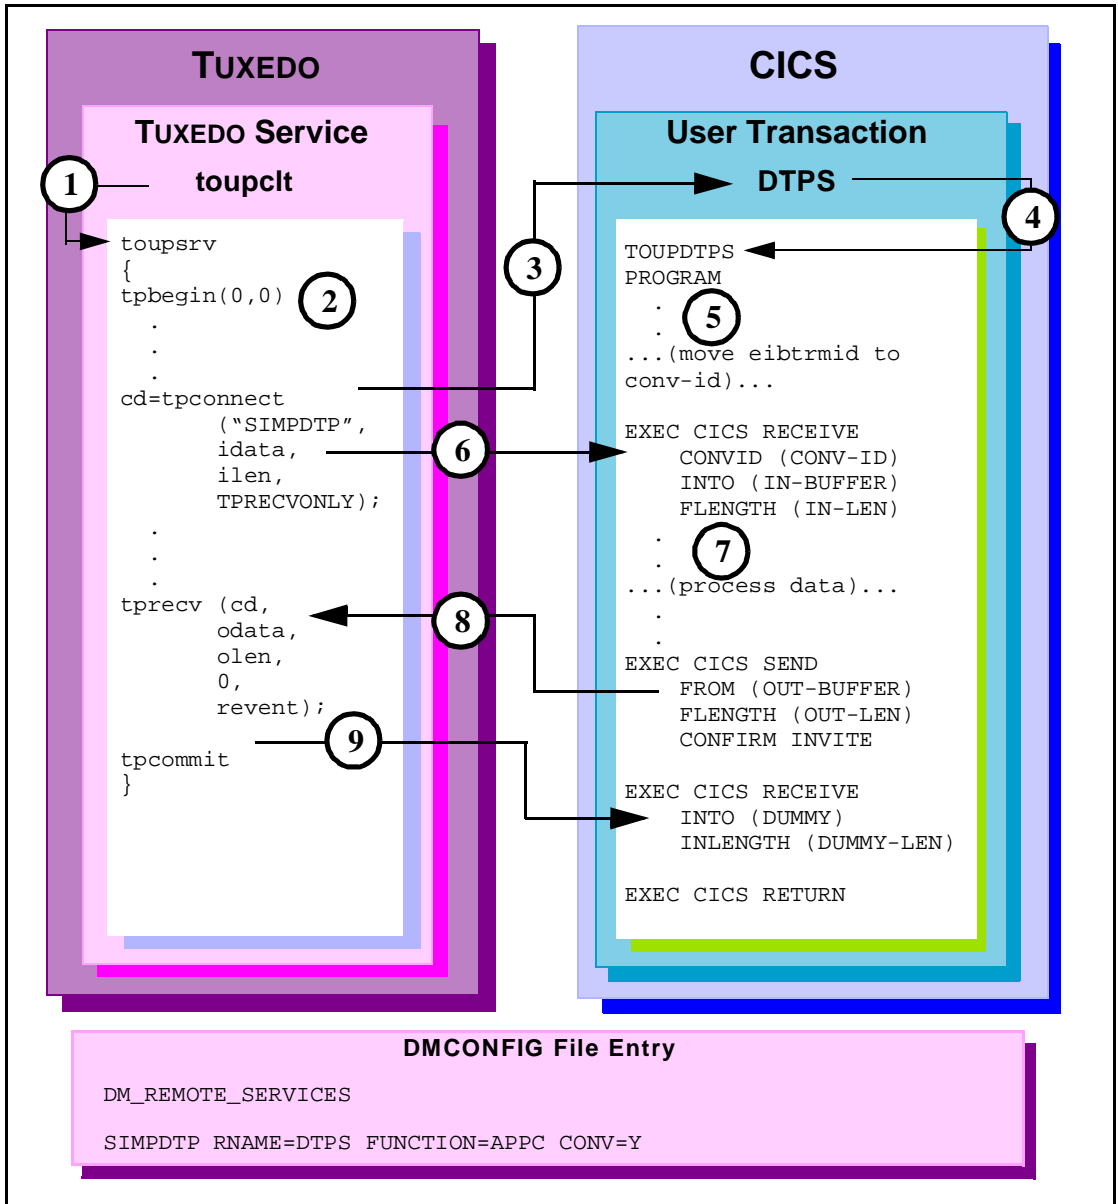 TUXEDO
TUXEDO Service
toupclt
1
toupsrv
{
tpbegin(0,0)
2
.
.
.
cd=tpconnect
("SIMPDTP",
idata,
ilen,
TPRECVONLY);
.
.
.
tprecv (cd,
odata,
olen,
0,
revent);
tpcommit
}
3
6
8
9
CICS
User Transaction
DTPS
4
TOUPDTPS
PROGRAM
.
5
.
...(move eibtrmid to
conv-id)...
EXEC CICS RECEIVE
CONVID (CONV-ID)
INTO (IN-BUFFER)
FLENGTH (IN-LEN)
.
7
.
...(process data)...
.
.
EXEC CICS SEND
FROM (OUT-BUFFER)
FLENGTH (OUT-LEN)
CONFIRM INVITE
EXEC CICS RECEIVE
INTO (DUMMY)
INLENGTH (DUMMY-LEN)
EXEC CICS RETURN
DMCONFIG File Entry
DM_REMOTE_SERVICES
SIMPDTP RNAME=DTPS FUNCTION=APPC CONV=Y